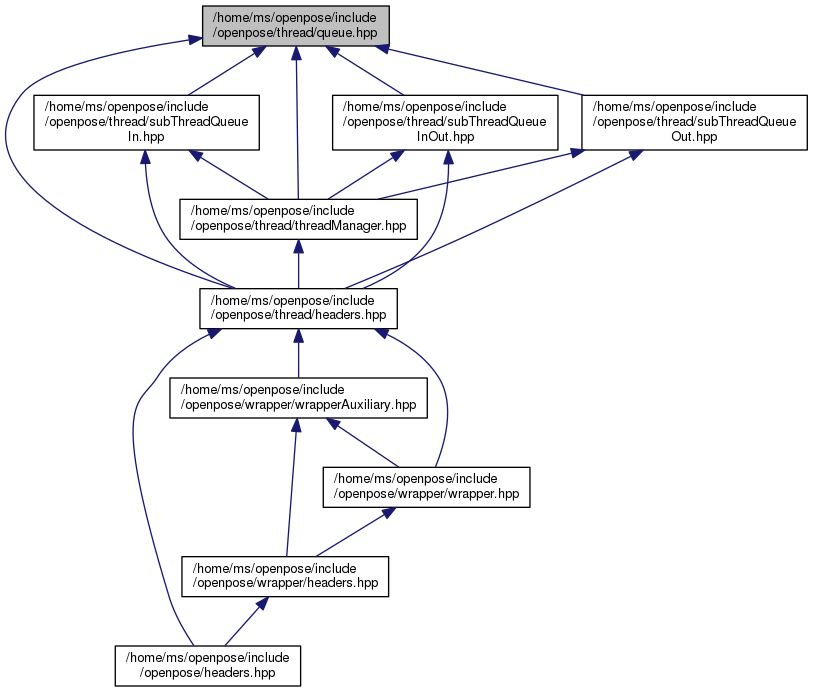 /home/ms/openpose/include
/openpose/thread/queue.hpp
/home/ms/openpose/include
/openpose/thread/subThreadQueue
In.hpp
/home/ms/openpose/include
/openpose/thread/subThreadQueue
InOut.hpp
/home/ms/openpose/include
/openpose/thread/subThreadQueue
Out.hpp
/home/ms/openpose/include
/openpose/thread/threadManager.hpp
/home/ms/openpose/include
/openpose/thread/headers.hpp
/home/ms/openpose/include
/openpose/wrapper/wrapperAuxiliary.hpp
/home/ms/openpose/include
/openpose/wrapper/wrapper.hpp
/home/ms/openpose/include
/openpose/wrapper/headers.hpp
/home/ms/openpose/include
/openpose/headers.hpp